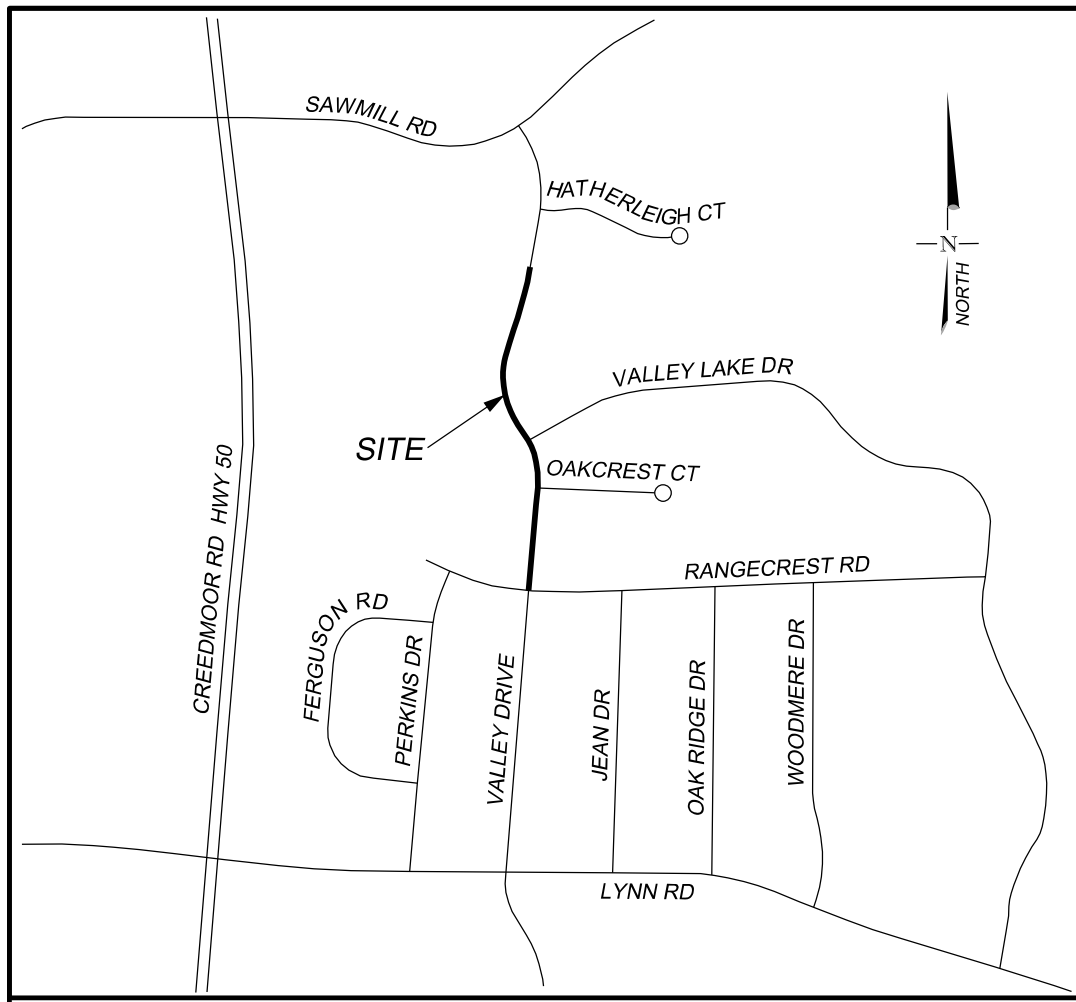 SAWMILL RD
HATHERLEIGH CT
N
NORTH
VALLEY LAKE DR
SITE
OAKCREST CT
CREEDMOOR RD HWY 50
RANGECREST RD
FERGUSON RD
PERKINS DR
VALLEY DRIVE
JEAN DR
OAK RIDGE DR
WOODMERE DR
LYNN RD